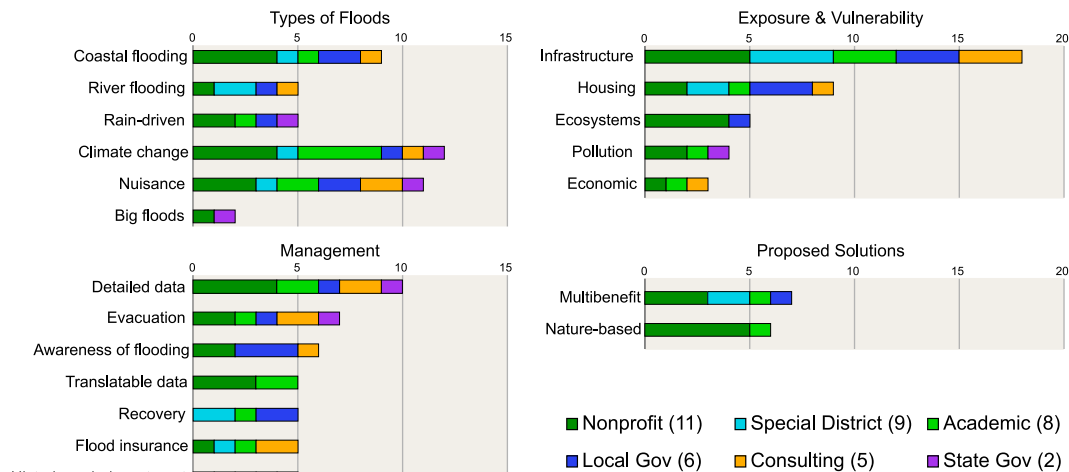 Types of Floods
0 5 10 15
Coastal flooding
River flooding
Rain-driven
Climate change
Nuisance
Big floods
Exposure & Vulnerability
0 5 10 15 20
Infrastructure
Housing
Ecosystems
Pollution
Economic
Management
0 5 10 15
Detailed data
Evacuation
Awareness of flooding
Translatable data
Recovery
Flood insurance
Proposed Solutions
0 5 10 15 20
Multibenefit
Nature-based
Nonprofit (11) Special District (9) Academic (8)
Local Gov (6) Consulting (5) State Gov (2)